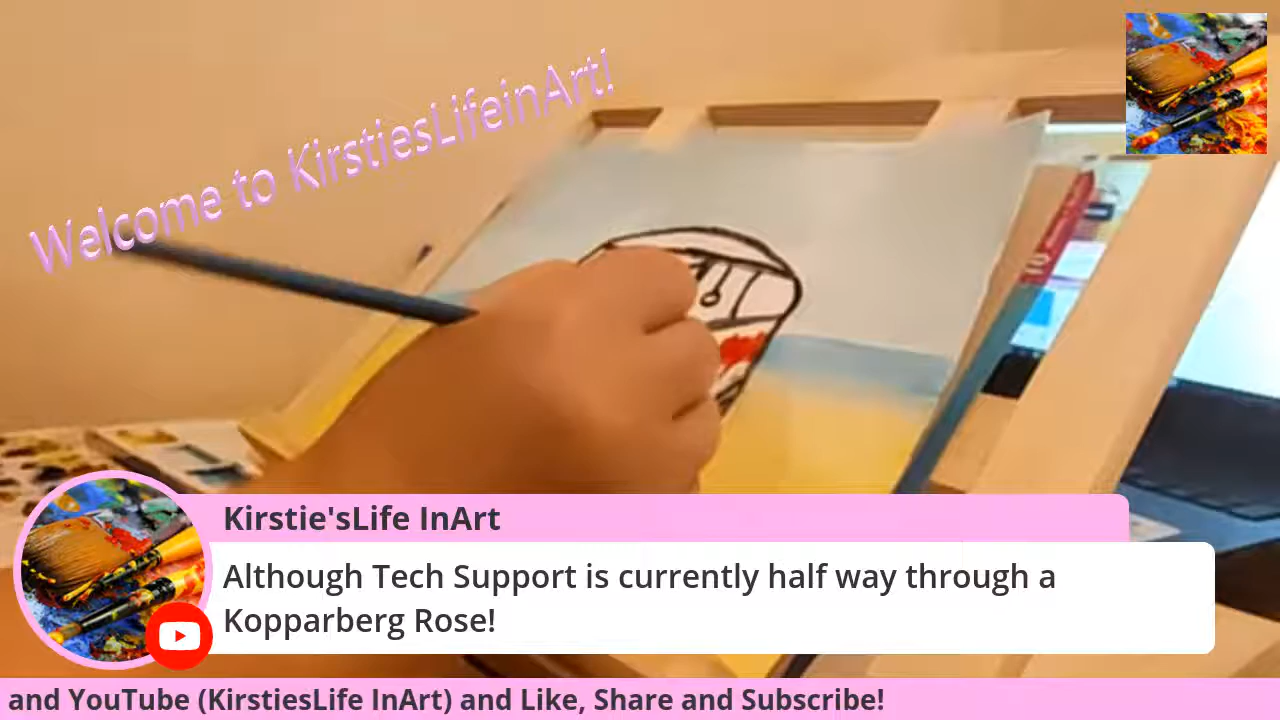 Welcome to KirstiesLifeinArt!
Kirstie'sLife InArt
Although Tech Support is currently half way through a
Kopparberg Rose!
and YouTube (KirstiesLife InArt) and Like, Share and Subscribe!